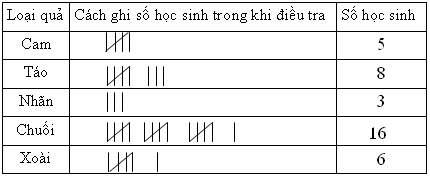 Loại quả Cách ghi số học sinh trong khi điều tra Số học sinh
Cam 5
Táo 8
Nhãn 3
Chuối 16
Xoài 6